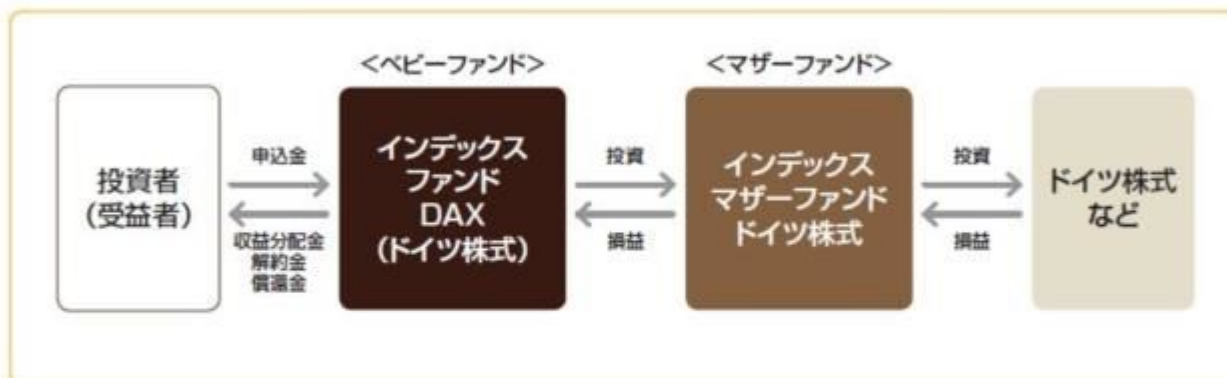 <ベビーファンド>
<マザーファンド>
投資者
(受益者)
申込金
収益分配金
解約金
償還金
インデックス
ファンド
DAX
(ドイツ株式)
投資
損益
インデックス
マザーファンド
ドイツ株式
投資
損益
ドイツ株式
など